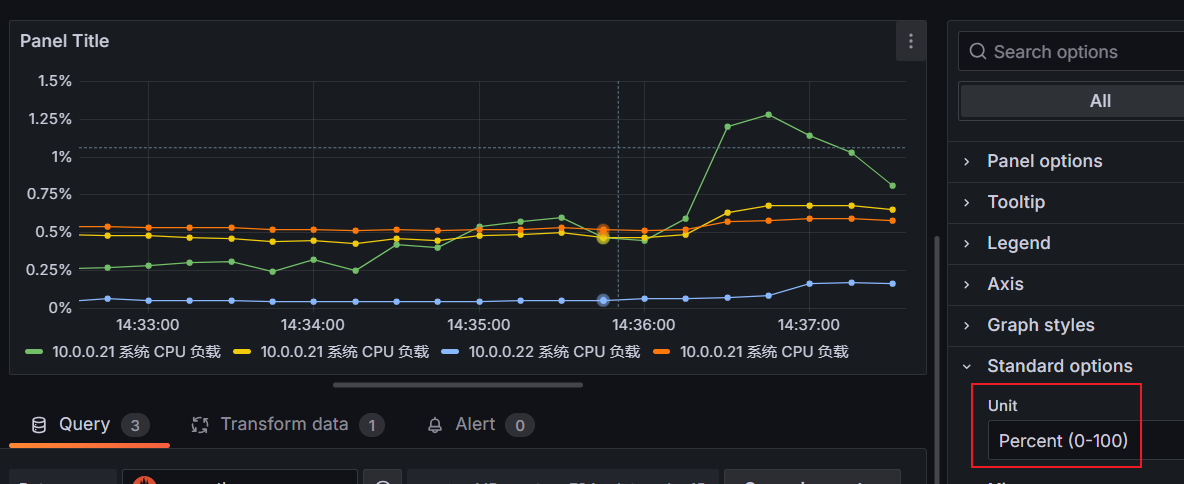 Panel Title
Search options
All
1.5%
1.25%
1%
0.75%
0.5%
0.25%
0%
14:33:00 14:34:00 14:35:00 14:36:00 14:37:00
10.0.0.21 系统 CPU 负载 10.0.0.21 系统 CPU 负载 10.0.0.22 系统 CPU 负载 10.0.0.21 系统 CPU 负载
Panel options
Tooltip
Legend
Axis
Graph styles
Standard options
Unit
Percent (0-100)
Query 3 Transform data 1 Alert 0